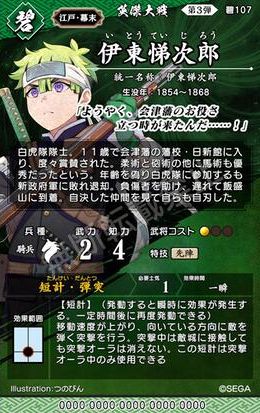 碧
江戸・幕末
英傑大戦
第3弾
碧107
いとうていじろう
伊東悌次郎
統一名称・伊東悌次郎
生没年:1854〜1868
「ようやく、会津藩のお役さ
立つ時が来たんだ……!」
白虎隊隊士。11歳で会津藩の藩校・日新館に入
り、度々賞賛された。柔術と砲術の他に馬術も優
秀だったという。年齢を偽り白虎隊に参加するも
新政府軍に敗れ退却。負傷者を助け、遅れて飯盛
山に到着。自決した仲間を見て自らも自刃した。
兵種 武力 知力 武将コスト
騎兵 2 4 特技 先陣
たんけい・だんとつ
短計・弾突
必要士気 1
効果時間 一瞬
効果範囲
【短計】(発動すると瞬時に効果が発生す
る。一定時間後に再度発動できる)
移動速度が上がり、向いている方向に敵を
弾く突撃を行う。突撃中は敵城に接触して
も突撃オーラは消えない。この短計は突撃
オーラ中のみ使用できる
Illustration:つのぴん
©SEGA
0000-0000-0000-0000-0000